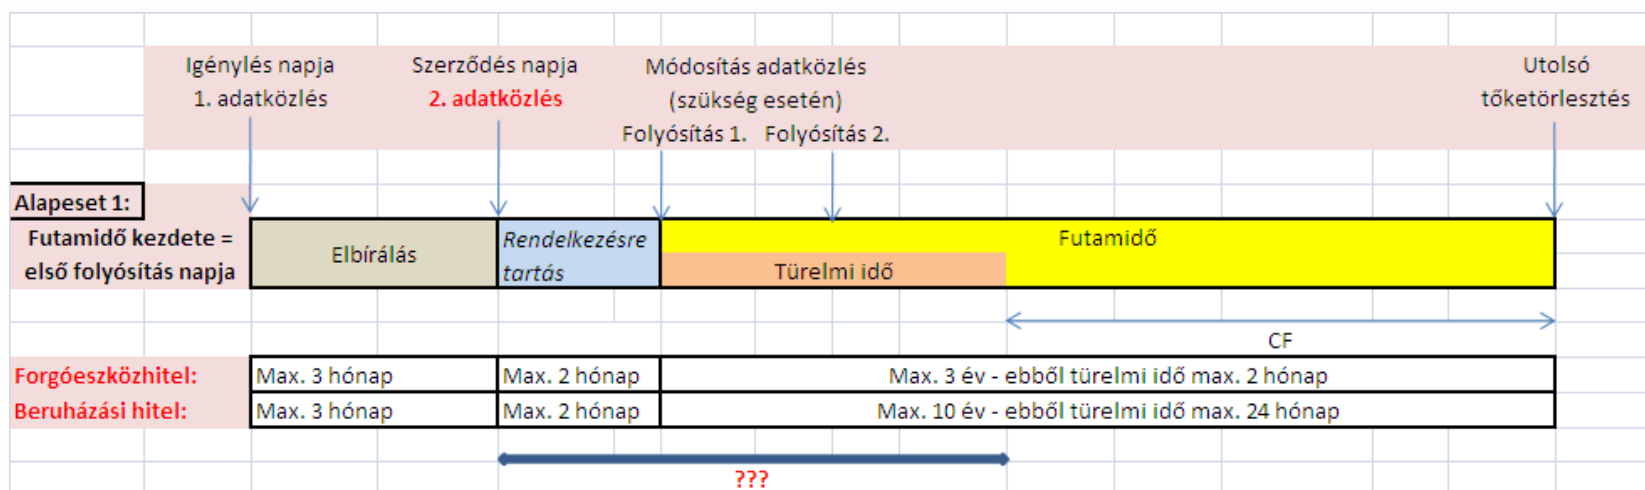 Igénylés napja
1. adatközlés
Szerződés napja
2. adatközlés
Módosítás adatközlés
(szükség esetén)
Folyósítás 1. Folyósítás 2.
Utolsó
tőketörlesztés
Alapeset 1:
Futamidő kezdete =
első folyósítás napja
Elbírálás
Rendelkezésre
tartás
Futamidő
Türelmi idő
CF
Forgóeszközhitel: Max. 3 hónap Max. 2 hónap Max. 3 év - ebből türelmi idő max. 2 hónap
Beruházási hitel: Max. 3 hónap Max. 2 hónap Max. 10 év - ebből türelmi idő max. 24 hónap
???